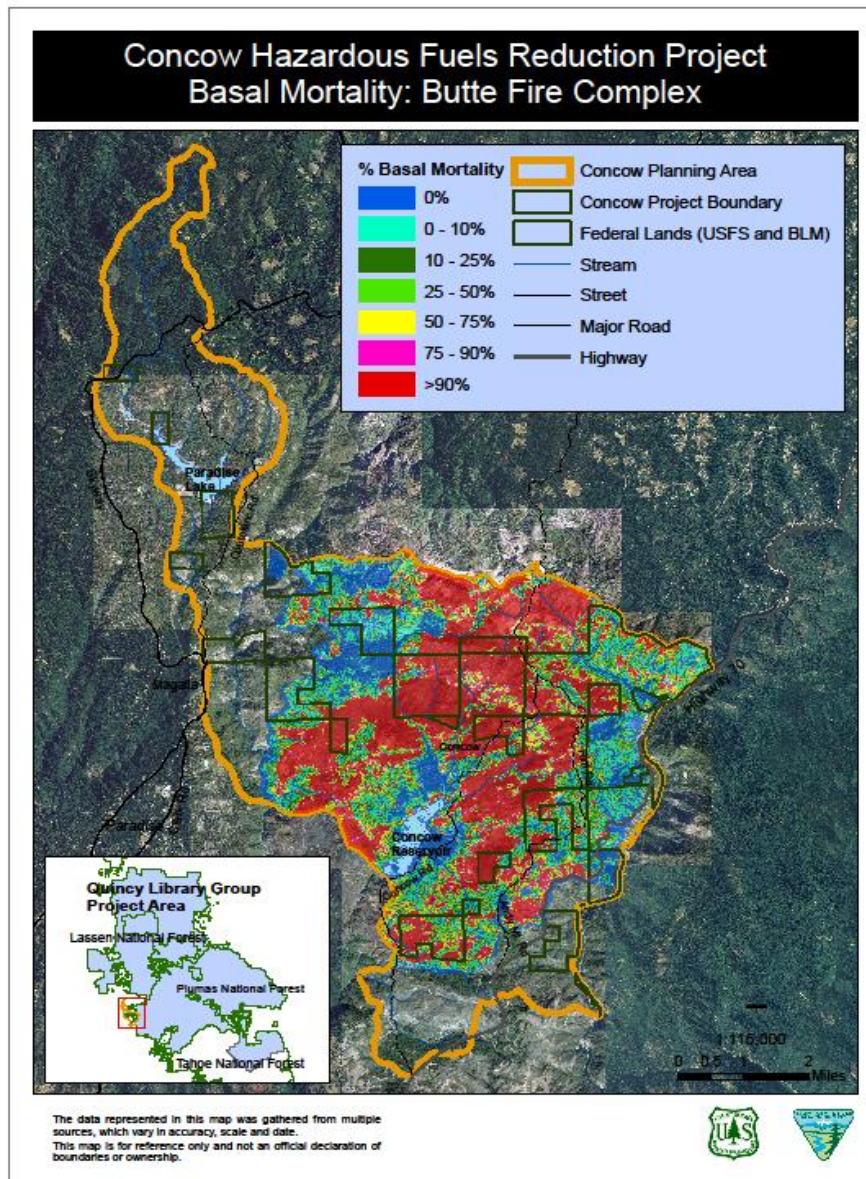 Concow Hazardous Fuels Reduction Project
Basal Mortality: Butte Fire Complex
% Basal Mortality
0%
0 - 10%
10 - 25%
25 - 50%
50 - 75%
75 - 90%
>90%
Concow Planning Area
Concow Project Boundary
Federal Lands (USFS and BLM)
Stream
Street
Major Road
Highway
Paradise
Lake
Magalia
Highway 70
Concow
Paradise
Concow
Reservoir
Concow Rd
Quincy Library Group
Project Area
Lassen National Forest
Plumas National Forest
Tahoe National Forest
1:115,000
0 0.5 1 2
Miles
The data represented in this map was gathered from multiple
sources, which vary in accuracy, scale and date.
This map is for reference only and not an official declaration of
boundaries or ownership.